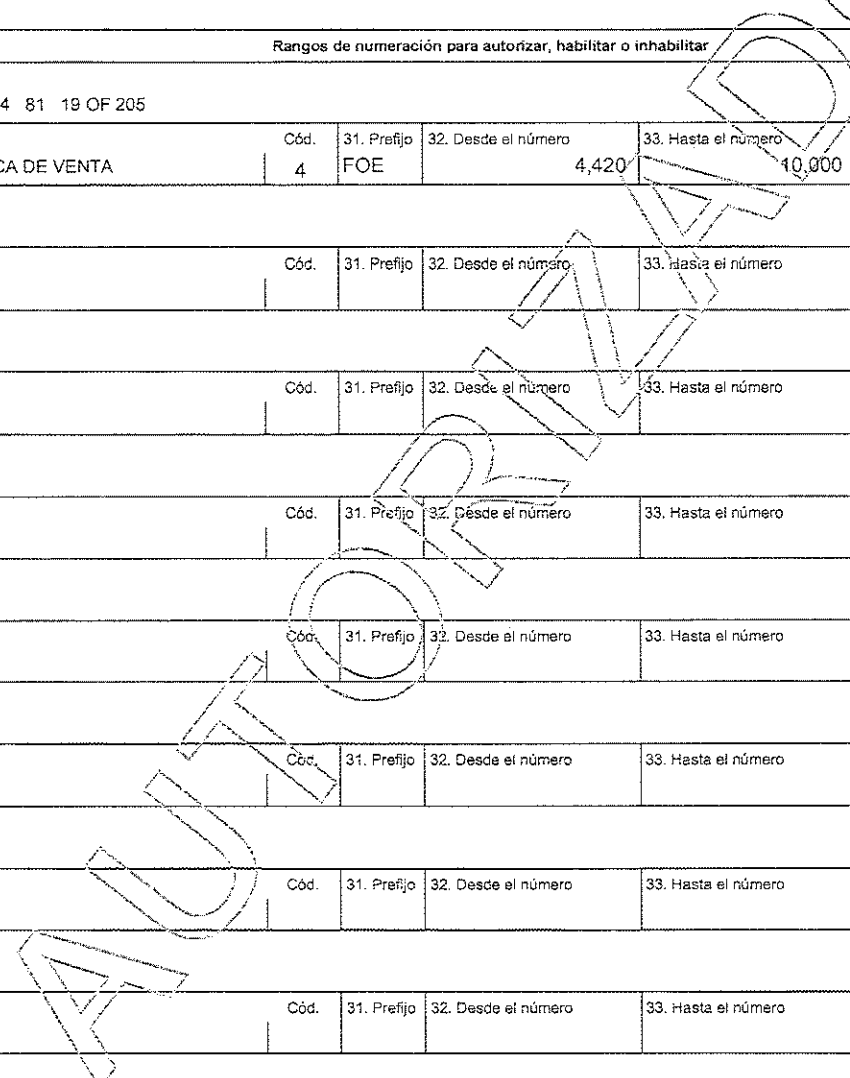 Rangos de numeración para autorizar, habilitar o inhabilitar
4 81 19 OF 205
Cód. 31. Prefijo 32. Desde el número 33. Hasta el número
CA DE VENTA 4 FOE 4,420 10,000
Cód. 31. Prefijo 32. Desde el número 33. Hasta el número
Cód. 31. Prefijo 32. Desde el número 33. Hasta el número
Cód. 31. Prefijo 32. Desde el número 33. Hasta el número
Cód. 31. Prefijo 32. Desde el número 33. Hasta el número
Cód. 31. Prefijo 32. Desde el número 33. Hasta el número
Cód. 31. Prefijo 32. Desde el número 33. Hasta el número
Cód. 31. Prefijo 32. Desde el número 33. Hasta el número
AUTORIZAD